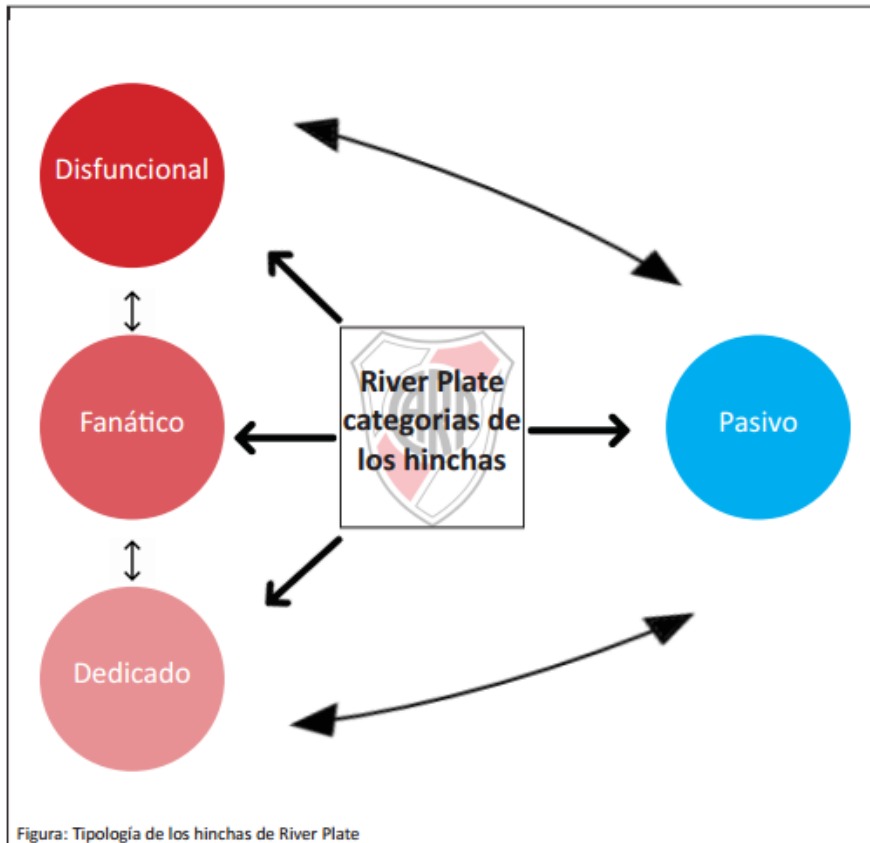 Disfuncional
River Plate
categorias de
los hinchas
Fanático
Pasivo
Dedicado
Figura: Tipología de los hinchas de River Plate